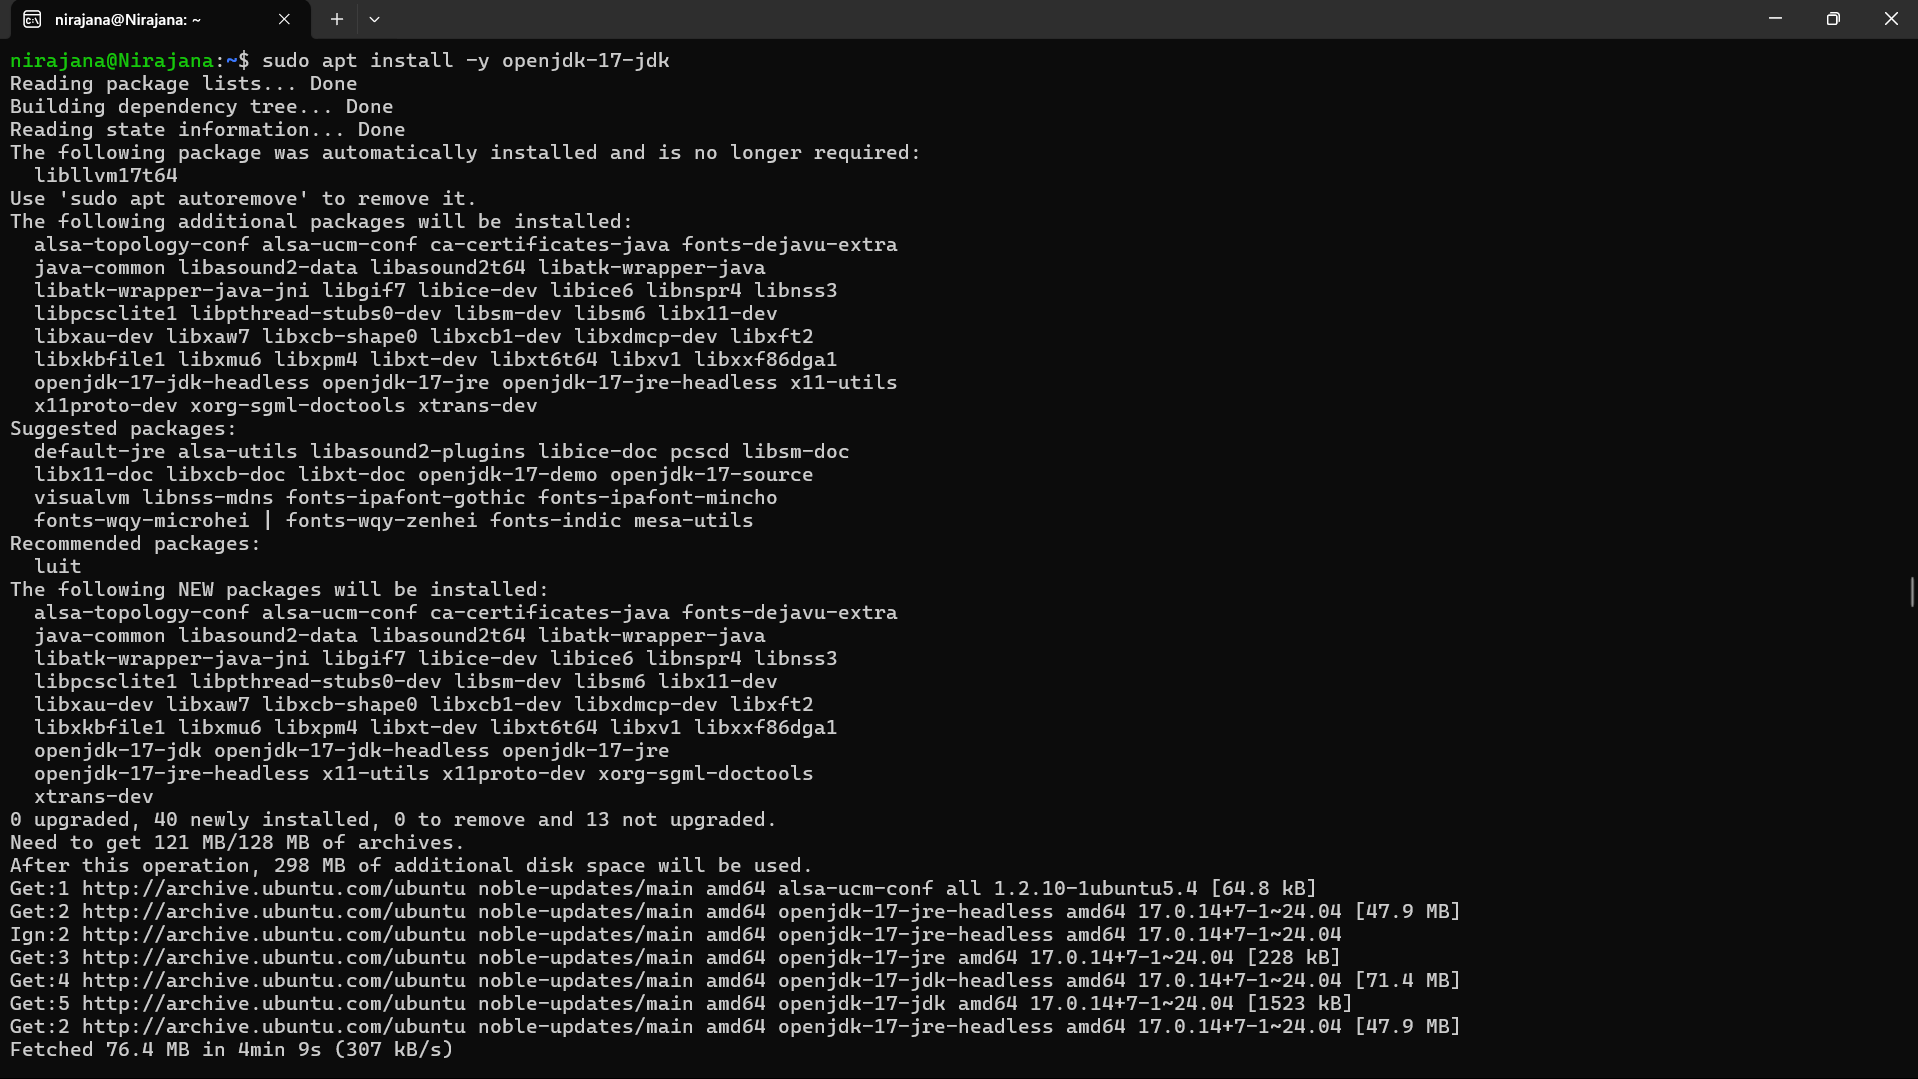 nirajana@Nirajana: ~
nirajana@Nirajana:~$ sudo apt install -y openjdk-17-jdk
Reading package lists... Done
Building dependency tree... Done
Reading state information... Done
The following package was automatically installed and is no longer required:
  libllvm17t64
Use 'sudo apt autoremove' to remove it.
The following additional packages will be installed:
  alsa-topology-conf alsa-ucm-conf ca-certificates-java fonts-dejavu-extra
  java-common libasound2-data libasound2t64 libatk-wrapper-java
  libatk-wrapper-java-jni libgif7 libice-dev libice6 libnspr4 libnss3
  libpcsclite1 libpthread-stubs0-dev libsm-dev libsm6 libx11-dev
  libxau-dev libxaw7 libxcb-shape0 libxcb1-dev libxdmcp-dev libxft2
  libxkbfile1 libxmu6 libxpm4 libxt-dev libxt6t64 libxv1 libxxf86dga1
  openjdk-17-jdk-headless openjdk-17-jre openjdk-17-jre-headless x11-utils
  x11proto-dev xorg-sgml-doctools xtrans-dev
Suggested packages:
  default-jre alsa-utils libasound2-plugins libice-doc pcscd libsm-doc
  libx11-doc libxcb-doc libxt-doc openjdk-17-demo openjdk-17-source
  visualvm libnss-mdns fonts-ipafont-gothic fonts-ipafont-mincho
  fonts-wqy-microhei | fonts-wqy-zenhei fonts-indic mesa-utils
Recommended packages:
  luit
The following NEW packages will be installed:
  alsa-topology-conf alsa-ucm-conf ca-certificates-java fonts-dejavu-extra
  java-common libasound2-data libasound2t64 libatk-wrapper-java
  libatk-wrapper-java-jni libgif7 libice-dev libice6 libnspr4 libnss3
  libpcsclite1 libpthread-stubs0-dev libsm-dev libsm6 libx11-dev
  libxau-dev libxaw7 libxcb-shape0 libxcb1-dev libxdmcp-dev libxft2
  libxkbfile1 libxmu6 libxpm4 libxt-dev libxt6t64 libxv1 libxxf86dga1
  openjdk-17-jdk openjdk-17-jdk-headless openjdk-17-jre
  openjdk-17-jre-headless x11-utils x11proto-dev xorg-sgml-doctools
  xtrans-dev
0 upgraded, 40 newly installed, 0 to remove and 13 not upgraded.
Need to get 121 MB/128 MB of archives.
After this operation, 298 MB of additional disk space will be used.
Get:1 http://archive.ubuntu.com/ubuntu noble-updates/main amd64 alsa-ucm-conf all 1.2.10-1ubuntu5.4 [64.8 kB]
Get:2 http://archive.ubuntu.com/ubuntu noble-updates/main amd64 openjdk-17-jre-headless amd64 17.0.14+7-1~24.04 [47.9 MB]
Ign:2 http://archive.ubuntu.com/ubuntu noble-updates/main amd64 openjdk-17-jre-headless amd64 17.0.14+7-1~24.04
Get:3 http://archive.ubuntu.com/ubuntu noble-updates/main amd64 openjdk-17-jre amd64 17.0.14+7-1~24.04 [228 kB]
Get:4 http://archive.ubuntu.com/ubuntu noble-updates/main amd64 openjdk-17-jdk-headless amd64 17.0.14+7-1~24.04 [71.4 MB]
Get:5 http://archive.ubuntu.com/ubuntu noble-updates/main amd64 openjdk-17-jdk amd64 17.0.14+7-1~24.04 [1523 kB]
Get:2 http://archive.ubuntu.com/ubuntu noble-updates/main amd64 openjdk-17-jre-headless amd64 17.0.14+7-1~24.04 [47.9 MB]
Fetched 76.4 MB in 4min 9s (307 kB/s)